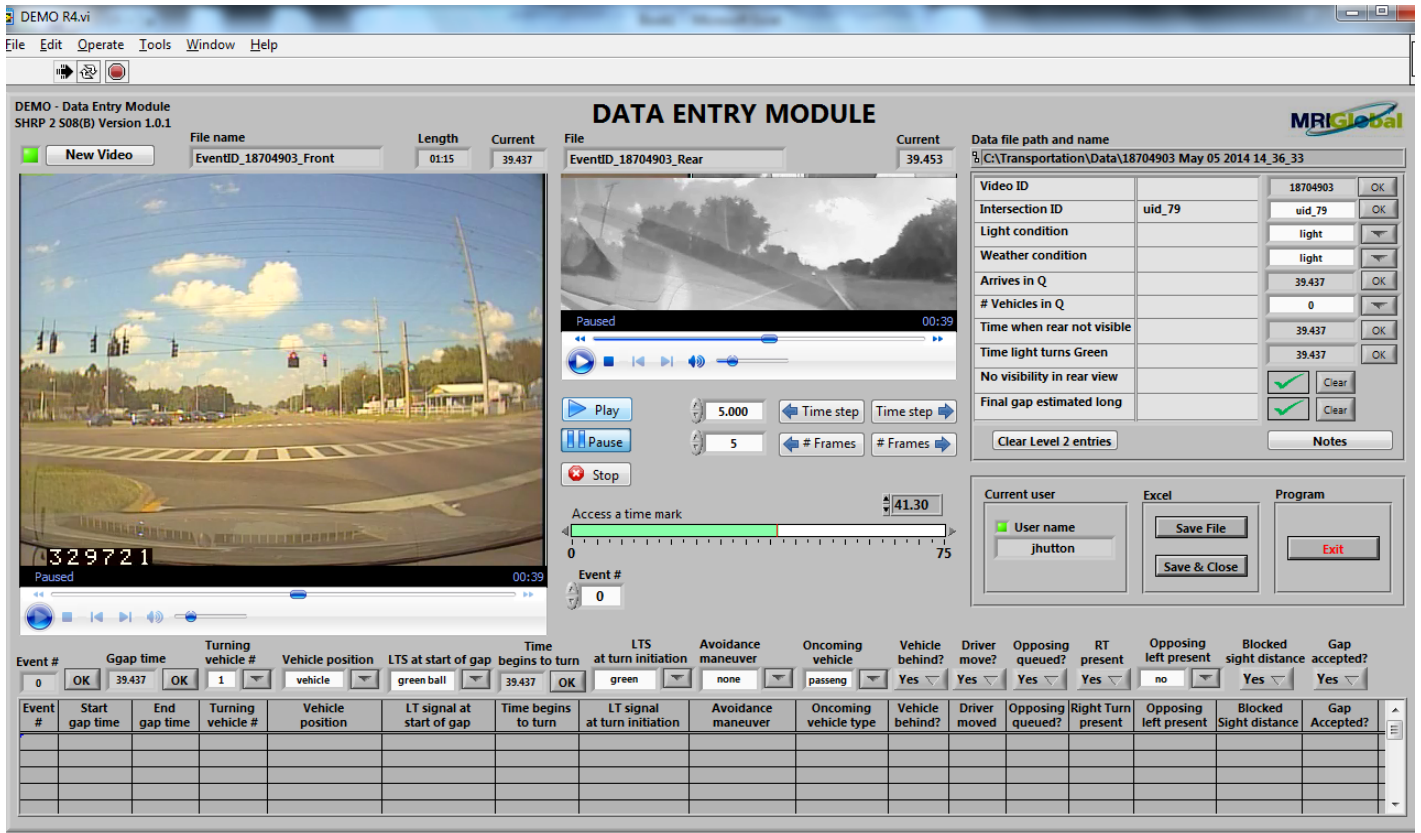 DEMO R4.vi
File Edit Operate Tools Window Help
DEMO - Data Entry Module
SHRP 2 S08(B) Version 1.0.1
DATA ENTRY MODULE
MRIGlobal
New Video
File name
EventID_18704903_Front
Length
01:15
Current
39.437
File
EventID_18704903_Rear
Current
39.453
Data file path and name
C:\Transportation\Data\18704903 May 05 2014 14_36_33
Video ID 18704903 OK
Intersection ID uid_79 uid_79 OK
Light condition light
Weather condition light
Arrives in Q 39.437 OK
# Vehicles in Q 0
Time when rear not visible 39.437 OK
Time light turns Green 39.437 OK
No visibility in rear view Clear
Final gap estimated long Clear
Clear Level 2 entries Notes
329721
Paused 00:39
Paused 00:39
Play 5.000 Time step Time step
Pause 5 # Frames # Frames
Stop
Access a time mark 41.30
0 75
Event #
0
Current user
User name
jhutton
Excel
Save File
Save & Close
Program
Exit
Event # Ggap time Turning vehicle # Vehicle position LTS at start of gap Time begins to turn LTS at turn initiation Avoidance maneuver Oncoming vehicle Vehicle behind? Driver move? Opposing queued? RT present Opposing left present Blocked sight distance Gap accepted?
0 OK 39.437 OK 1 vehicle green ball 39.437 OK green none passeng Yes Yes Yes Yes no Yes Yes
Event # Start gap time End gap time Turning vehicle # Vehicle position LT signal at start of gap Time begins to turn LT signal at turn initiation Avoidance maneuver Oncoming vehicle type Vehicle behind? Driver moved Opposing queued? Right Turn present Opposing left present Blocked Sight distance Gap Accepted?